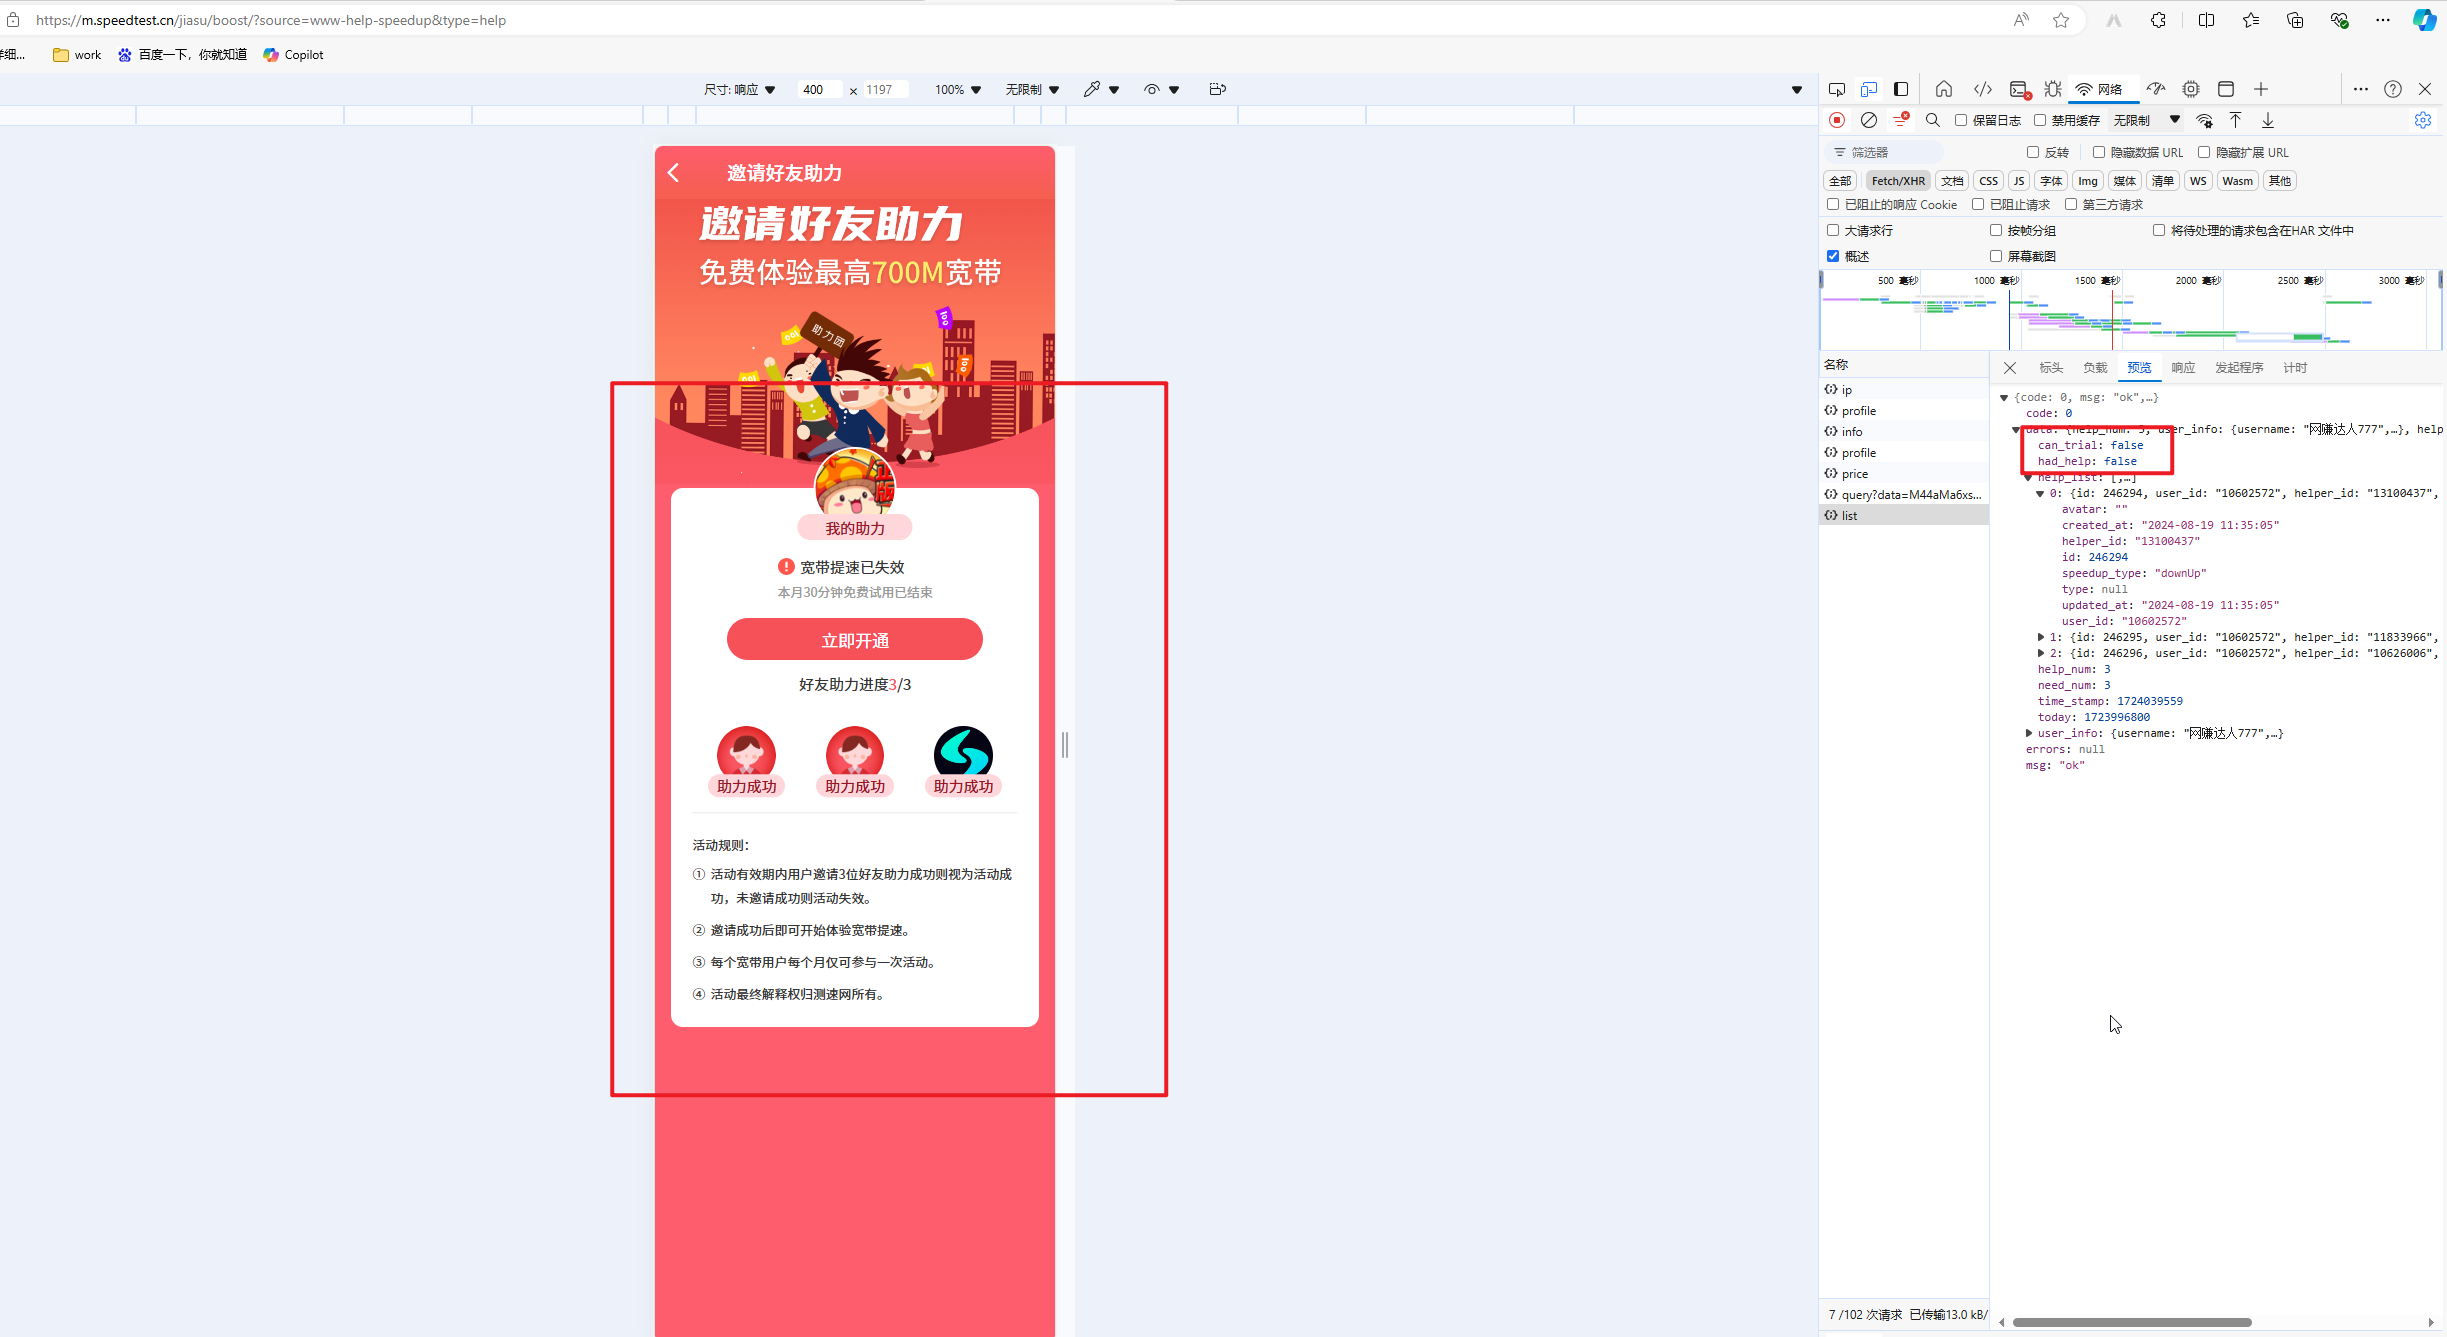 https://m.speedtest.cn/jiasu/boost/?source=www-help-speedup&type=help
work
百度一下，你就知道
Copilot
尺寸: 响应 400 × 1197 100% 无限制
邀请好友助力
邀请好友助力
免费体验最高700M宽带
助力团
我的助力
宽带提速已失效
本月30分钟免费试用已结束
立即开通
好友助力进度3/3
助力成功 助力成功 助力成功
活动规则：
① 活动有效期内用户邀请3位好友助力成功则视为活动成
功，未邀请成功则活动失效。
② 邀请成功后即可开始体验宽带提速。
③ 每个宽带用户每个月仅可参与一次活动。
④ 活动最终解释权归测速网所有。
网络
保留日志 禁用缓存 无限制
筛选器 反转 隐藏数据 URL 隐藏扩展 URL
全部 Fetch/XHR 文档 CSS JS 字体 Img 媒体 清单 WS Wasm 其他
已阻止的响应 Cookie 已阻止请求 第三方请求
大请求行 按帧分组 将待处理的请求包含在HAR 文件中
概述 屏幕截图
500 毫秒 1000 毫秒 1500 毫秒 2000 毫秒 2500 毫秒 3000 毫秒
名称
ip
profile
info
profile
price
query?data=M44aMa6xs...
list
标头 负载 预览 响应 发起程序 计时
{code: 0, msg: "ok",…}
code: 0
data: {help_num: 3, user_info: {username: "网赚达人777",…}, help
can_trial: false
had_help: false
help_list: [,…]
0: {id: 246294, user_id: "10602572", helper_id: "13100437",
avatar: ""
created_at: "2024-08-19 11:35:05"
helper_id: "13100437"
id: 246294
speedup_type: "downUp"
type: null
updated_at: "2024-08-19 11:35:05"
user_id: "10602572"
1: {id: 246295, user_id: "10602572", helper_id: "11833966",
2: {id: 246296, user_id: "10602572", helper_id: "10626006",
help_num: 3
need_num: 3
time_stamp: 1724039559
today: 1723996800
user_info: {username: "网赚达人777",…}
errors: null
msg: "ok"
7 /102 次请求 已传输13.0 kB/